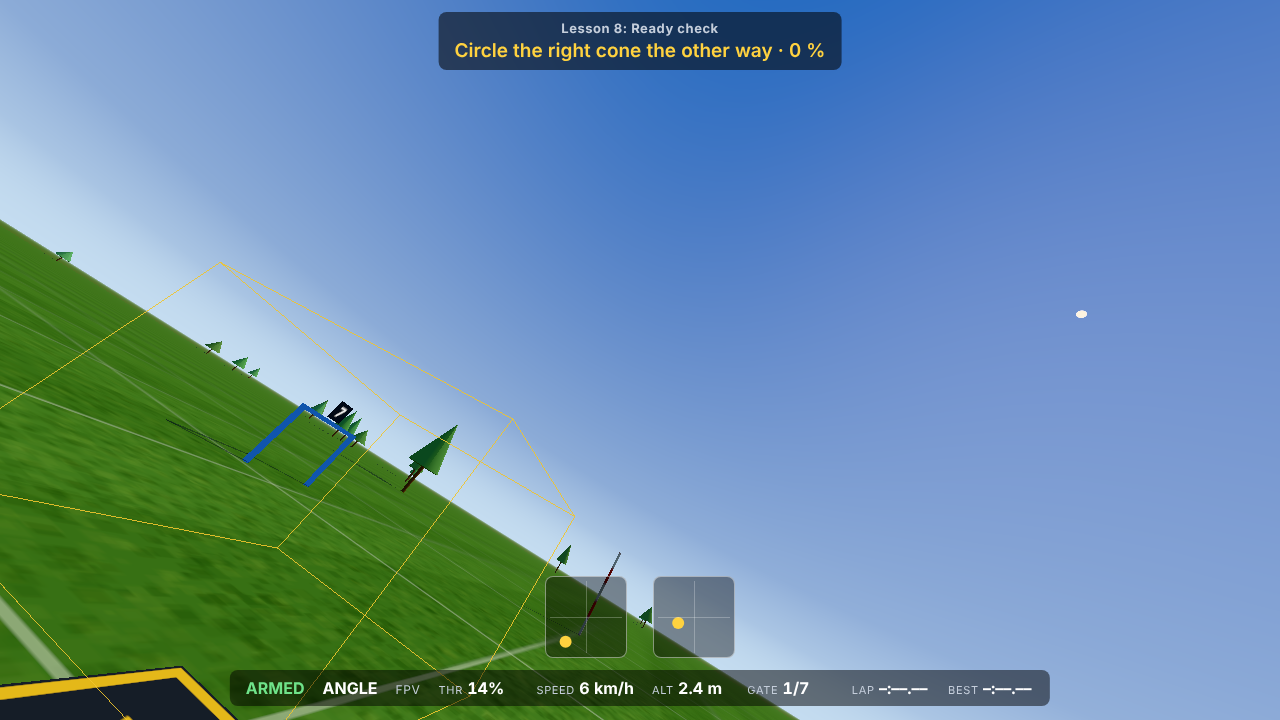 Lesson 8: Ready check
Circle the right cone the other way · 0 %
7
ARMED ANGLE FPV THR 14% SPEED 6 km/h ALT 2.4 m GATE 1/7 LAP –:––.–– BEST –:––.––